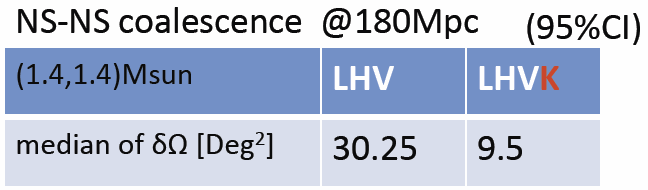 NS-NS coalescence @180Mpc (95%CI)
(1.4,1.4)Msun LHV LHVK
median of δΩ [Deg²] 30.25 9.5